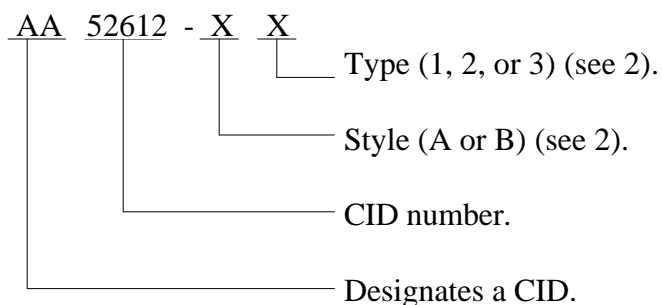 AA 52612 - X X
Type (1, 2, or 3) (see 2).
Style (A or B) (see 2).
CID number.
Designates a CID.